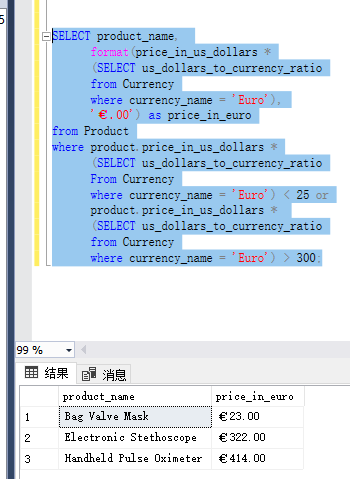 SELECT product_name,
format(price_in_us_dollars *
(SELECT us_dollars_to_currency_ratio
from Currency
where currency_name = 'Euro'),
'€.00') as price_in_euro
from Product
where product.price_in_us_dollars *
(SELECT us_dollars_to_currency_ratio
From Currency
where currency_name = 'Euro') < 25 or
product.price_in_us_dollars *
(SELECT us_dollars_to_currency_ratio
from Currency
where currency_name = 'Euro') > 300;
99 %
结果 消息
product_name price_in_euro
1 Bag Valve Mask €23.00
2 Electronic Stethoscope €322.00
3 Handheld Pulse Oximeter €414.00